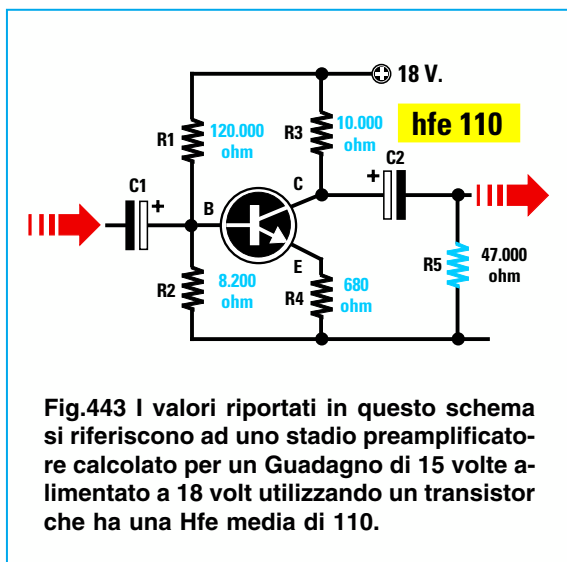 18 V.
hfe 110
R1
120.000
ohm
R3
10.000
ohm
C1
+
B
C
E
+
C2
R2
8.200
ohm
R4
680
ohm
R5
47.000
ohm
Fig.443 I valori riportati in questo schema
si riferiscono ad uno stadio preamplificato-
re calcolato per un Guadagno di 15 volte a-
limentato a 18 volt utilizzando un transistor
che ha una Hfe media di 110.